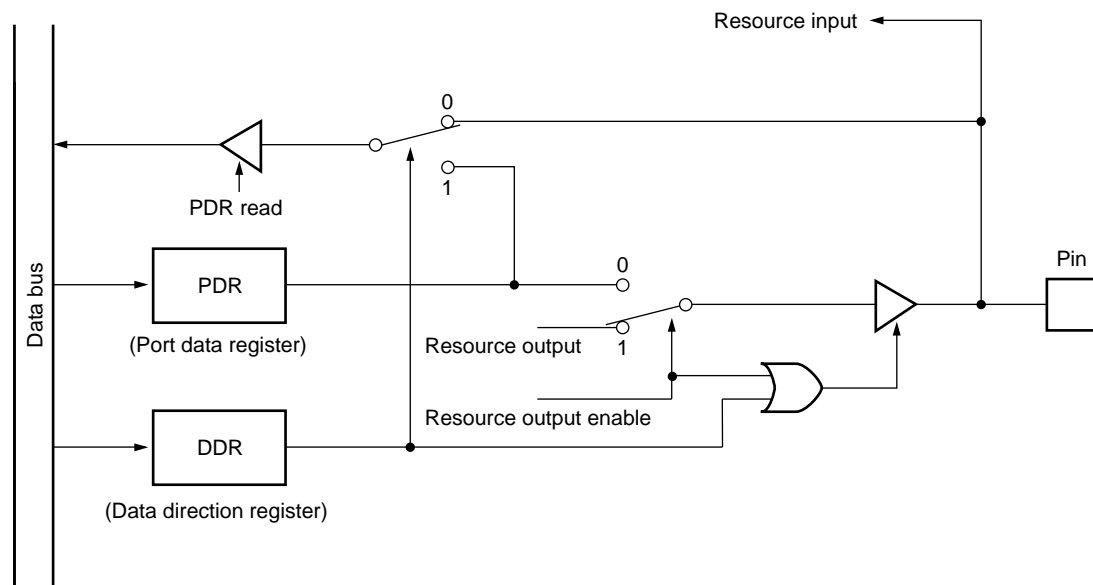 Resource input
0
1
PDR read
Data bus
PDR
(Port data register)
0
Pin
Resource output
1
Resource output enable
DDR
(Data direction register)